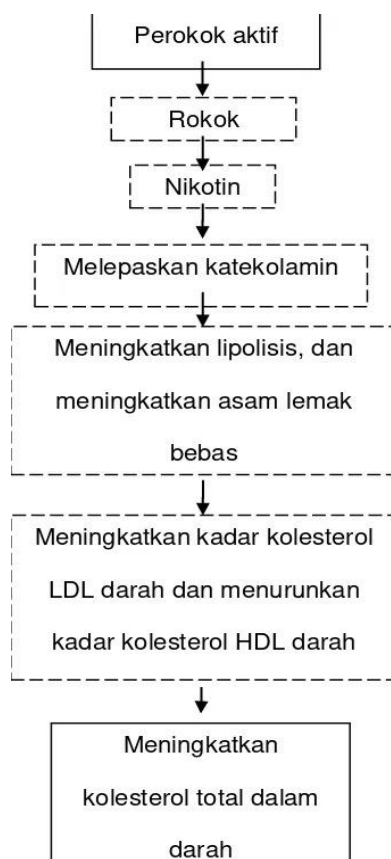 Perokok aktif
Rokok
Nikotin
Melepaskan katekolamin
Meningkatkan lipolisis, dan
meningkatkan asam lemak
bebas
Meningkatkan kadar kolesterol
LDL darah dan menurunkan
kadar kolesterol HDL darah
Meningkatkan
kolesterol total dalam
darah